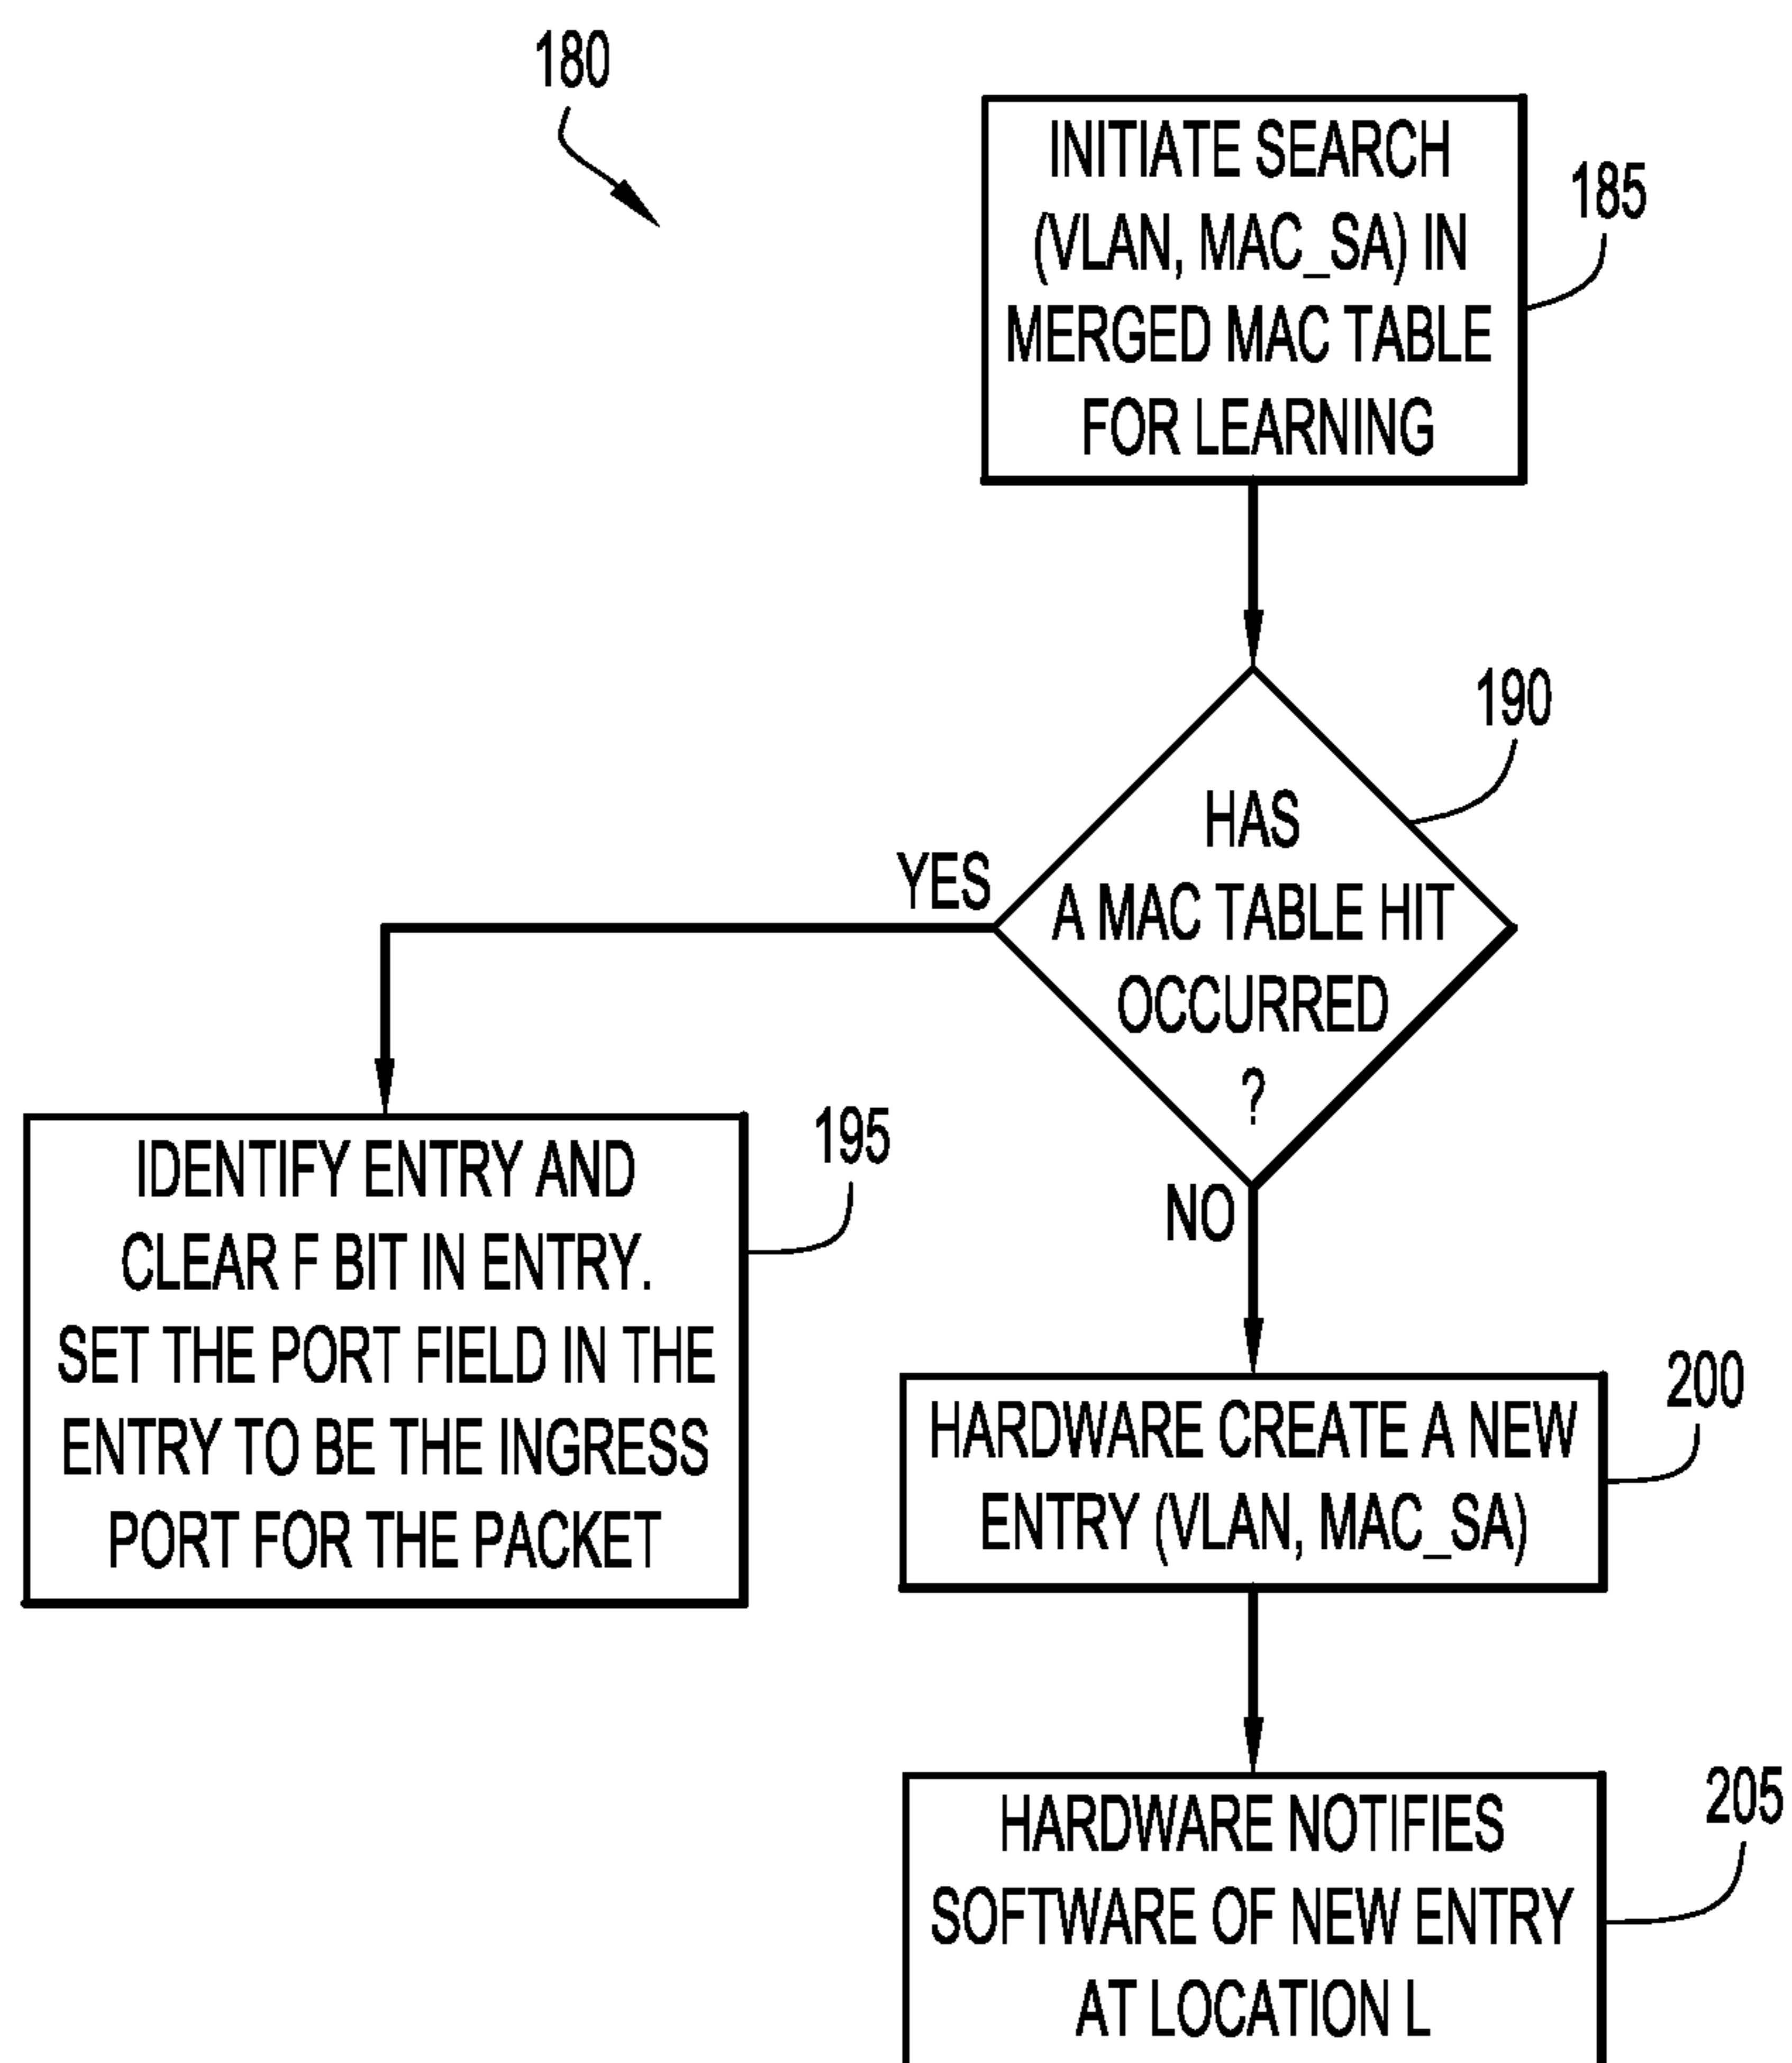 180
INITIATE SEARCH
(VLAN, MAC_SA) IN
MERGED MAC TABLE
FOR LEARNING
185
190
HAS
A MAC TABLE HIT
OCCURRED
?
YES
NO
195
IDENTIFY ENTRY AND
CLEAR F BIT IN ENTRY.
SET THE PORT FIELD IN THE
ENTRY TO BE THE INGRESS
PORT FOR THE PACKET
200
HARDWARE CREATE A NEW
ENTRY (VLAN, MAC_SA)
205
HARDWARE NOTIFIES
SOFTWARE OF NEW ENTRY
AT LOCATION L